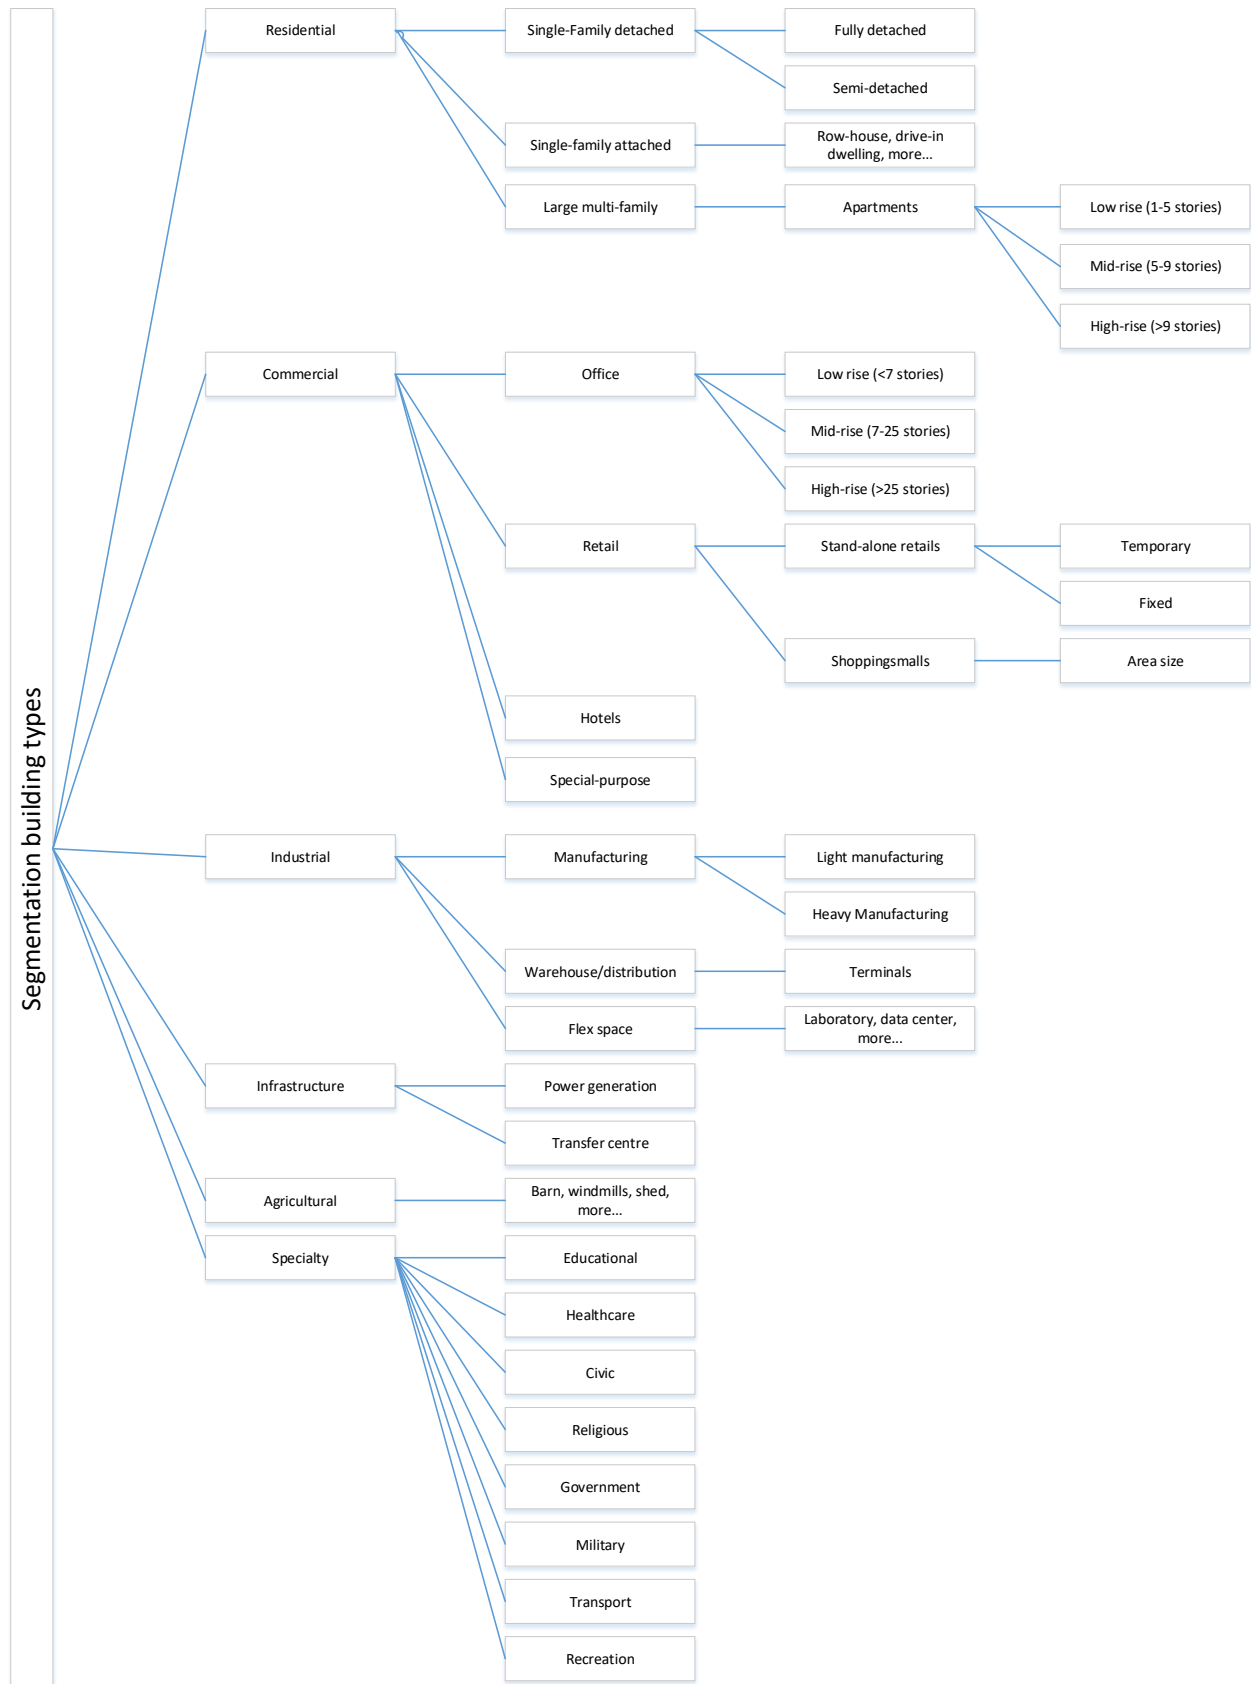 Segmentation building types
Residential
Single-Family detached
Fully detached
Semi-detached
Single-family attached
Row-house, drive-in
dwelling, more...
Large multi-family
Apartments
Low rise (1-5 stories)
Mid-rise (5-9 stories)
High-rise (>9 stories)
Commercial
Office
Low rise (<7 stories)
Mid-rise (7-25 stories)
High-rise (>25 stories)
Retail
Stand-alone retails
Temporary
Fixed
Shoppingsmalls
Area size
Hotels
Special-purpose
Industrial
Manufacturing
Light manufacturing
Heavy Manufacturing
Warehouse/distribution
Terminals
Flex space
Laboratory, data center,
more...
Infrastructure
Power generation
Transfer centre
Agricultural
Barn, windmills, shed,
more...
Specialty
Educational
Healthcare
Civic
Religious
Government
Military
Transport
Recreation